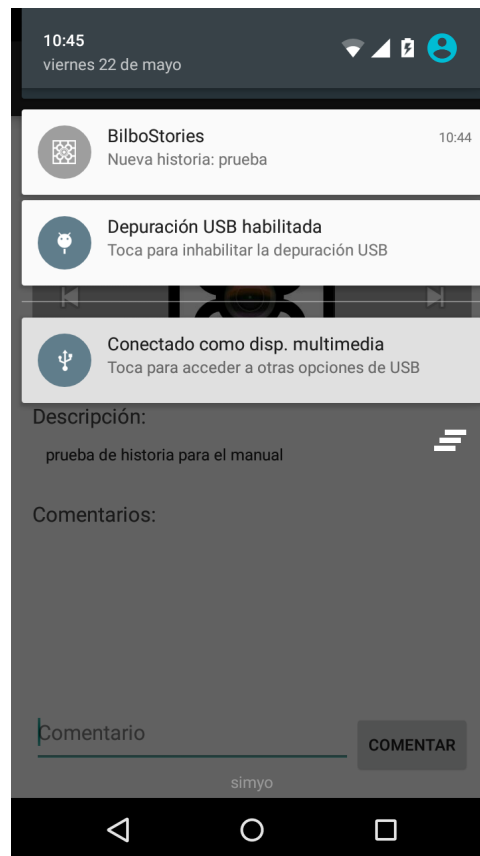 10:45
viernes 22 de mayo
BilboStories
10:44
Nueva historia: prueba
Depuración USB habilitada
Toca para inhabilitar la depuración USB
Conectado como disp. multimedia
Toca para acceder a otras opciones de USB
Descripción:
prueba de historia para el manual
Comentarios:
Comentario
COMENTAR
simyo